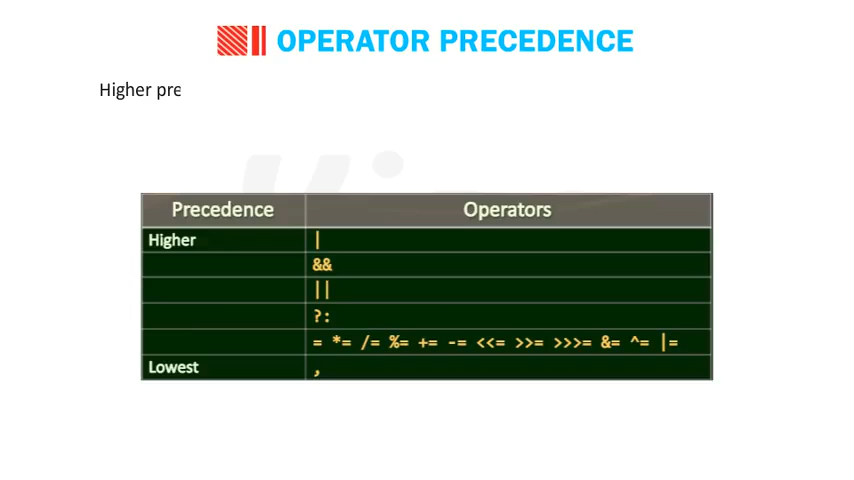 OPERATOR PRECEDENCE
Higher pre
Precedence Operators
Higher |
&&
||
?:
= *= /= %= += -= <<= >>= >>>= &= ^= |=
Lowest ,